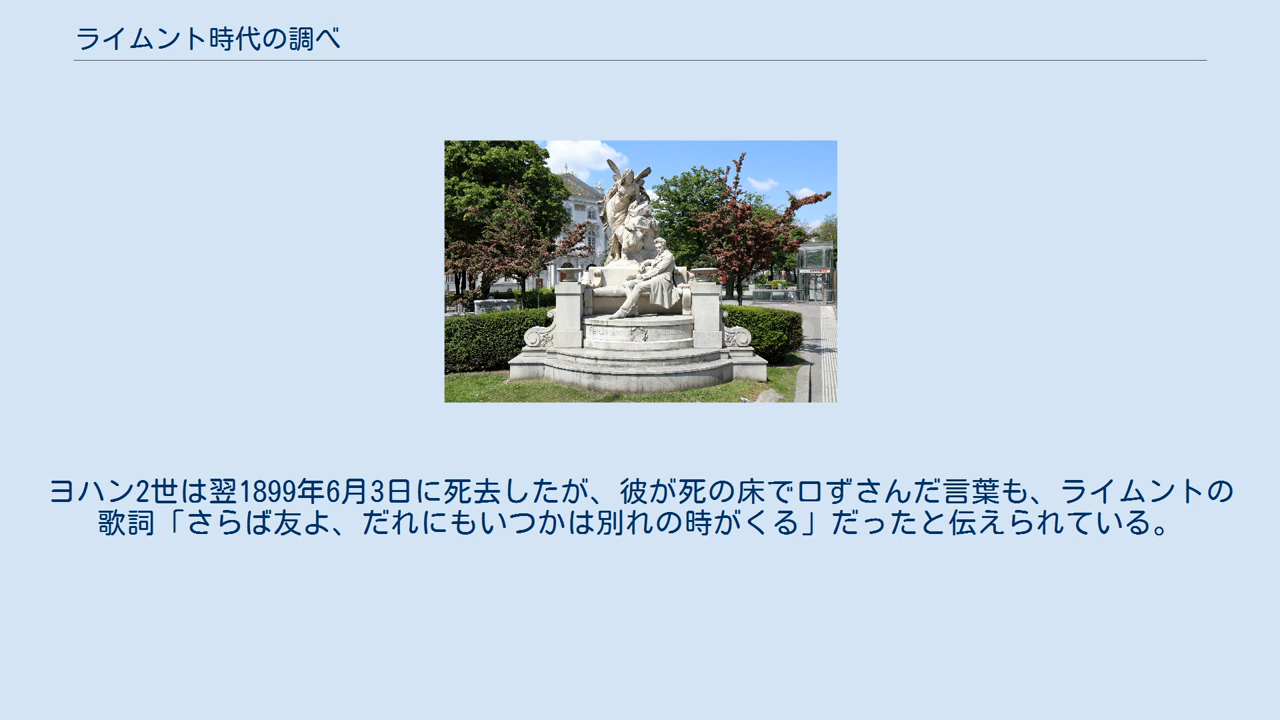 ライムント時代の調べ
ヨハン2世は翌1899年6月3日に死去したが、彼が死の床で口ずさんだ言葉も、ライムントの
歌詞「さらば友よ、だれにもいつかは別れの時がくる」だったと伝えられている。